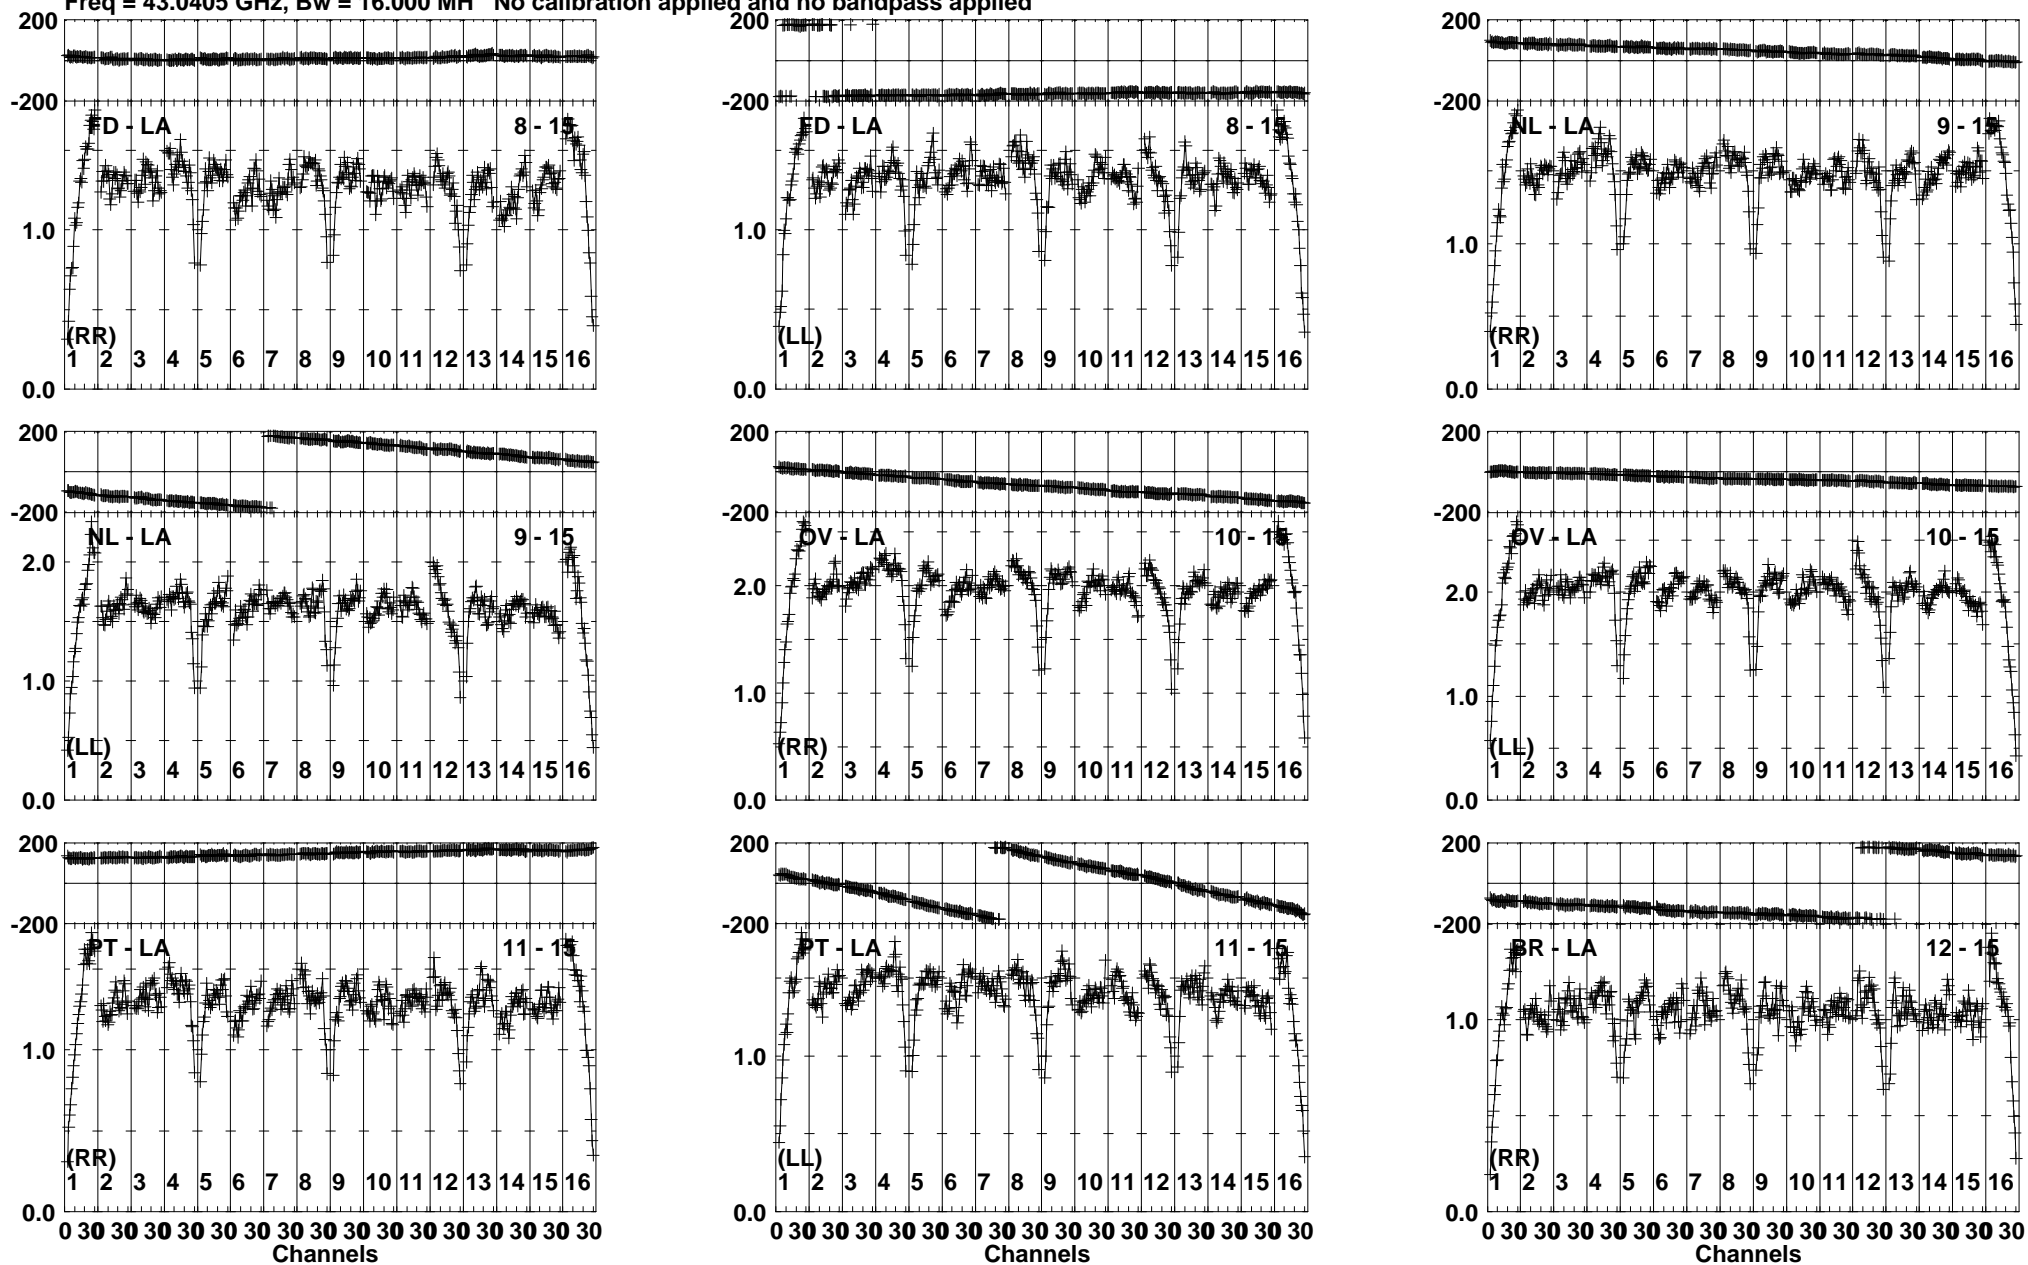 Freq = 43.0405 GHz, Bw = 16.000 MH No calibration applied and no bandpass applied
200 200 200
-200 -200 -200
FD - LA 8 - 15 FD - LA 8 - 15 NL - LA 9 - 15
1.0 1.0 1.0
(RR) (LL) (RR)
1 2 3 4 5 6 7 8 9 10 11 12 13 14 15 16 1 2 3 4 5 6 7 8 9 10 11 12 13 14 15 16 1 2 3 4 5 6 7 8 9 10 11 12 13 14 15 16
0.0 0.0 0.0
200 200 200
-200 -200 -200
NL - LA 9 - 15 OV - LA 10 - 15 OV - LA 10 - 15
2.0 2.0 2.0
1.0 1.0 1.0
(LL) (RR) (LL)
1 2 3 4 5 6 7 8 9 10 11 12 13 14 15 16 1 2 3 4 5 6 7 8 9 10 11 12 13 14 15 16 1 2 3 4 5 6 7 8 9 10 11 12 13 14 15 16
0.0 0.0 0.0
200 200 200
-200 -200 -200
PT - LA 11 - 15 PT - LA 11 - 15 BR - LA 12 - 15
1.0 1.0 1.0
(RR) (LL) (RR)
1 2 3 4 5 6 7 8 9 10 11 12 13 14 15 16 1 2 3 4 5 6 7 8 9 10 11 12 13 14 15 16 1 2 3 4 5 6 7 8 9 10 11 12 13 14 15 16
0.0 0.0 0.0
0 30 30 30 30 30 30 30 30 30 30 30 30 30 30 30 30 0 30 30 30 30 30 30 30 30 30 30 30 30 30 30 30 30 0 30 30 30 30 30 30 30 30 30 30 30 30 30 30 30 30
Channels Channels Channels